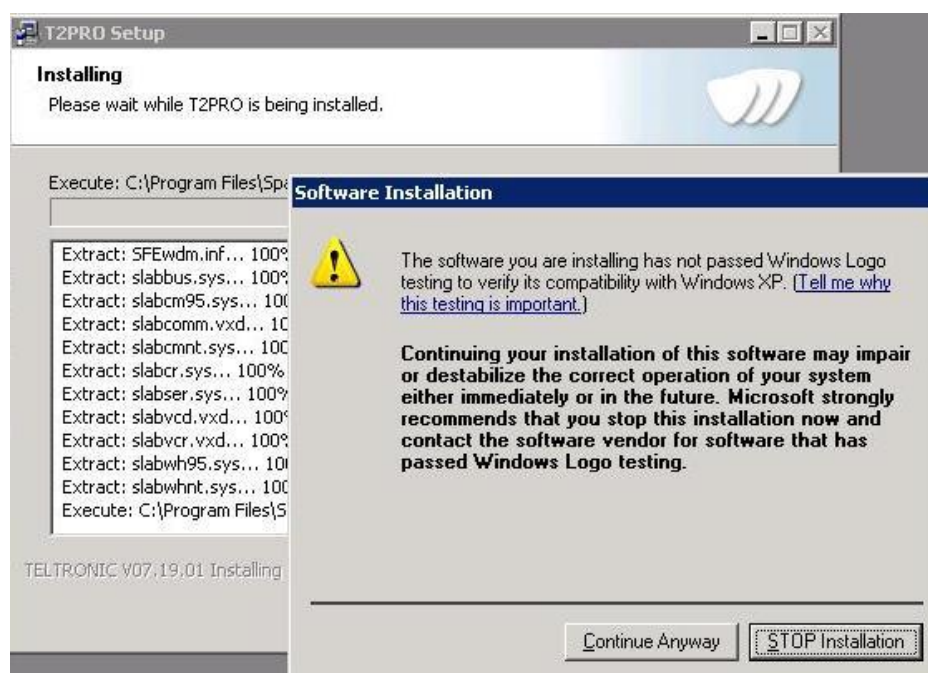 T2PRO Setup
Installing
Please wait while T2PRO is being installed.
Execute: C:\Program Files\Spa
Extract: SFEwdm.inf... 100%
Extract: slabbus.sys... 100%
Extract: slabcm95.sys... 100
Extract: slabcomm.vxd... 10
Extract: slabcmnt.sys... 100
Extract: slabcr.sys... 100%
Extract: slabser.sys... 100%
Extract: slabvcd.vxd... 100%
Extract: slabvcr.vxd... 100%
Extract: slabwh95.sys... 10
Extract: slabwhnt.sys... 100
Execute: C:\Program Files\S
TELTRONIC V07.19.01 Installing
Software Installation
The software you are installing has not passed Windows Logo
testing to verify its compatibility with Windows XP. (Tell me why
this testing is important.)
Continuing your installation of this software may impair
or destabilize the correct operation of your system
either immediately or in the future. Microsoft strongly
recommends that you stop this installation now and
contact the software vendor for software that has
passed Windows Logo testing.
Continue Anyway
STOP Installation